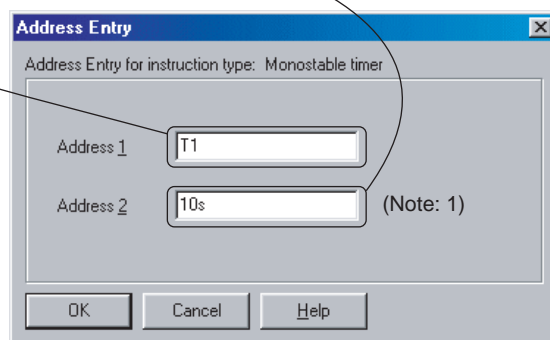 Address Entry
Address Entry for instruction type: Monostable timer
Address 1 T1
Address 2 10s (Note: 1)
OK Cancel Help